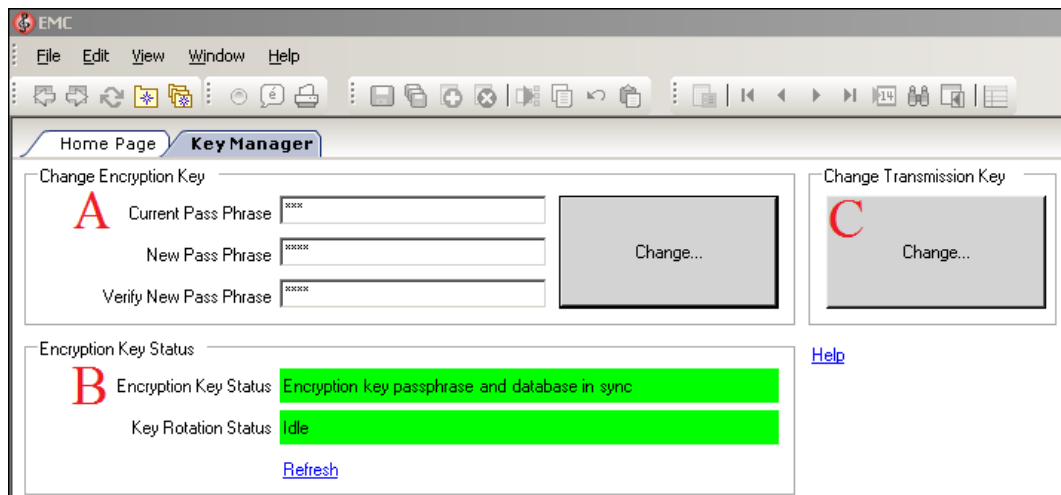 EMC
File Edit View Window Help
é 14
Home Page Key Manager
Change Encryption Key
A
Current Pass Phrase ***
New Pass Phrase ****
Verify New Pass Phrase ****
Change...
Change Transmission Key
C
Change...
Help
Encryption Key Status
B
Encryption Key Status Encryption key passphrase and database in sync
Key Rotation Status Idle
Refresh